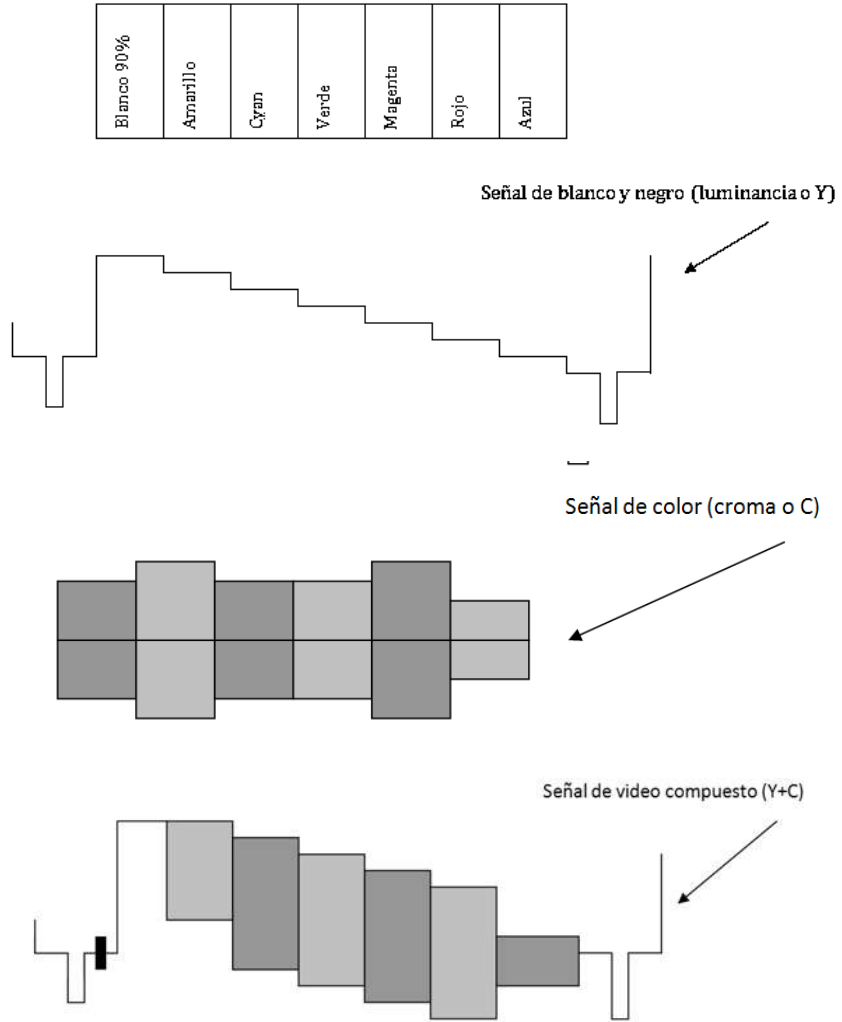 Blanco 90%
Amarillo
Cyan
Verde
Magenta
Rojo
Azul
Señal de blanco y negro (luminancia o Y)
Señal de color (croma o C)
Señal de video compuesto (Y+C)